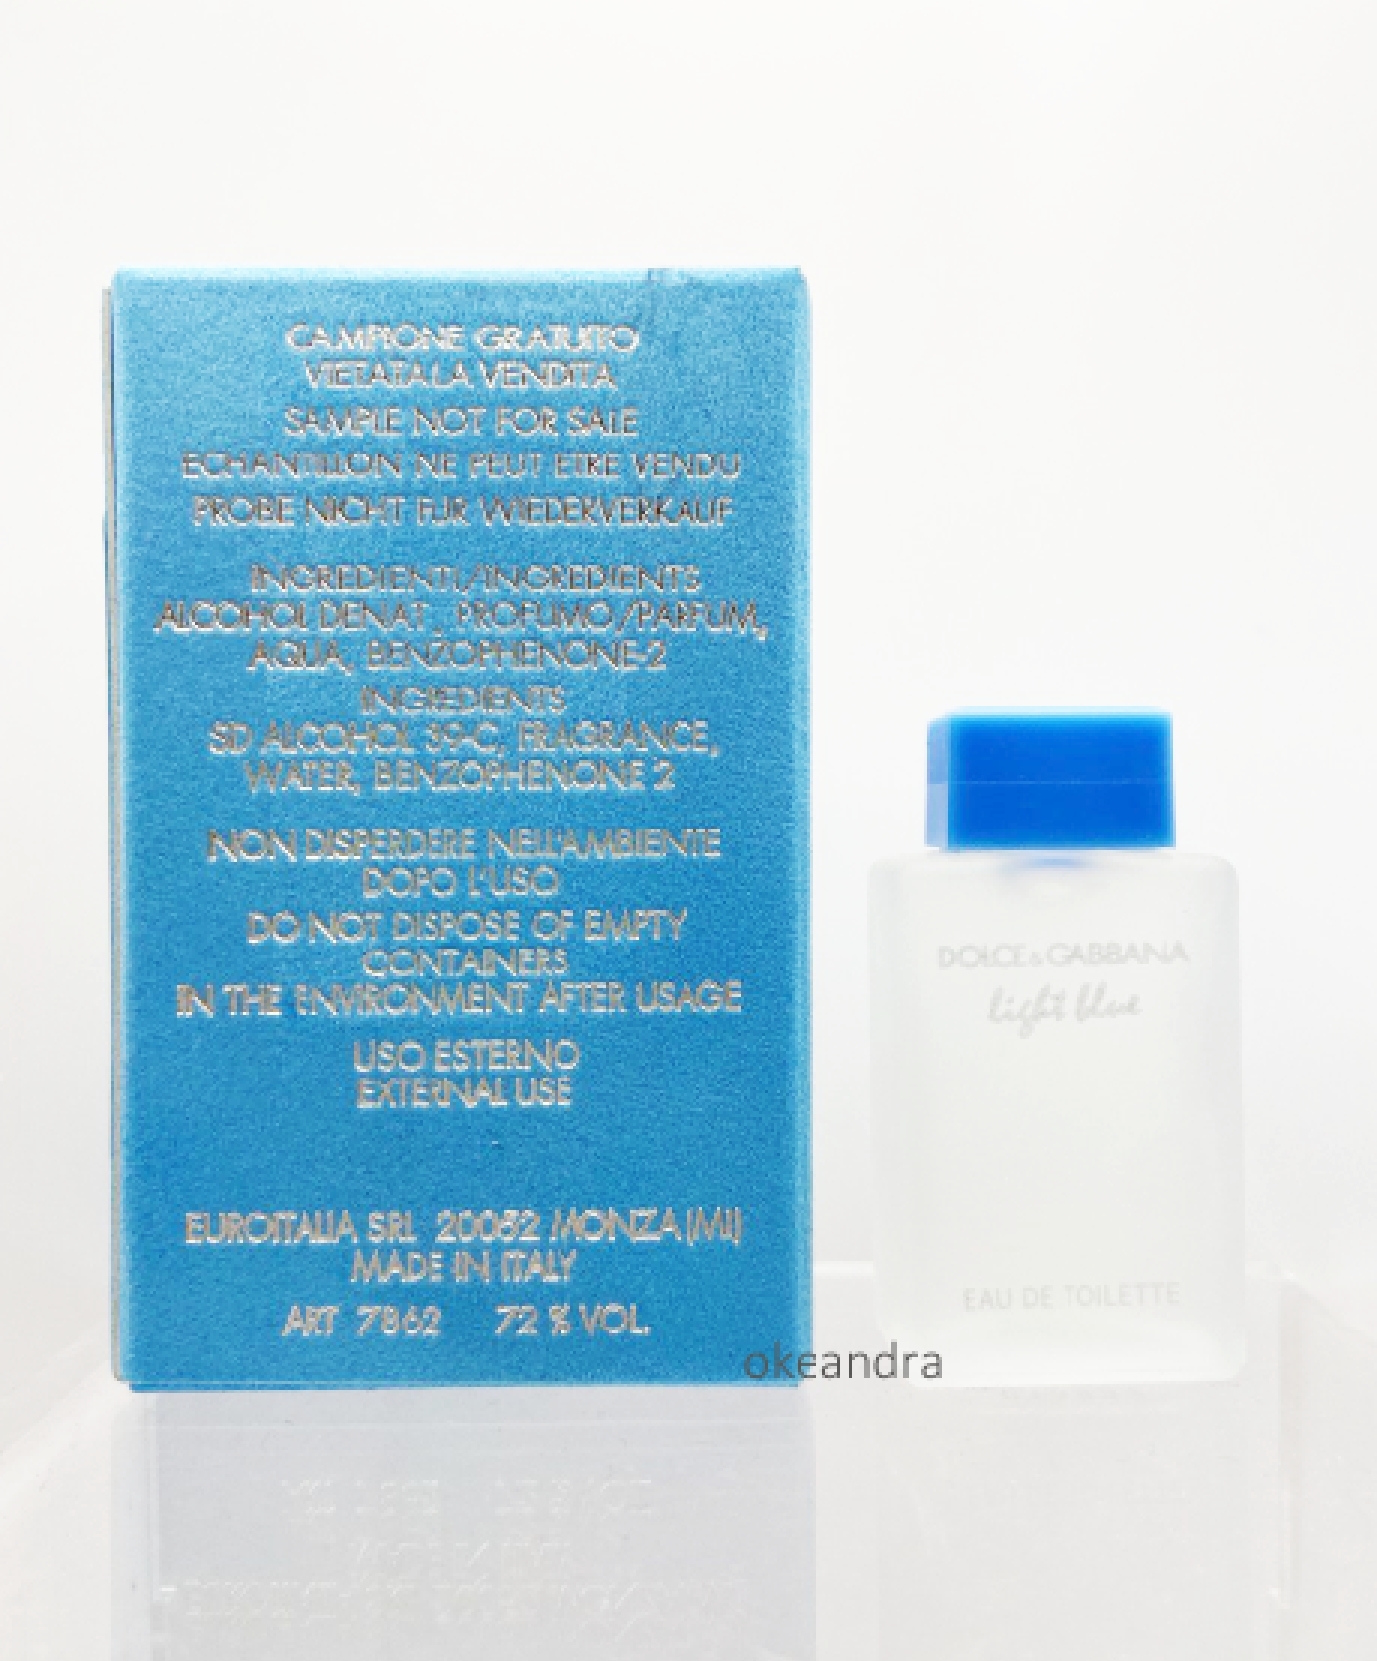 CAMPIONE GRATUITO
VIETATA LA VENDITA
SAMPLE NOT FOR SALE
ECHANTILLON NE PEUT ETRE VENDU
PROBE NICHT FUR WIEDERVERKAUF
INGREDIENTI/INGREDIENTS
ALCOHOL DENAT., PROFUMO/PARFUM,
AQUA, BENZOPHENONE-2
INGREDIENTS
SD ALCOHOL 39-C, FRAGRANCE,
WATER, BENZOPHENONE 2
NON DISPERDERE NELL'AMBIENTE
DOPO L'USO
DO NOT DISPOSE OF EMPTY
CONTAINERS
IN THE ENVIRONMENT AFTER USAGE
USO ESTERNO
EXTERNAL USE
EUROITALIA SRL 20052 MONZA (MI)
MADE IN ITALY
ART 7862 72 % VOL.
DOLCE & GABBANA
light blue
EAU DE TOILETTE
okeandra